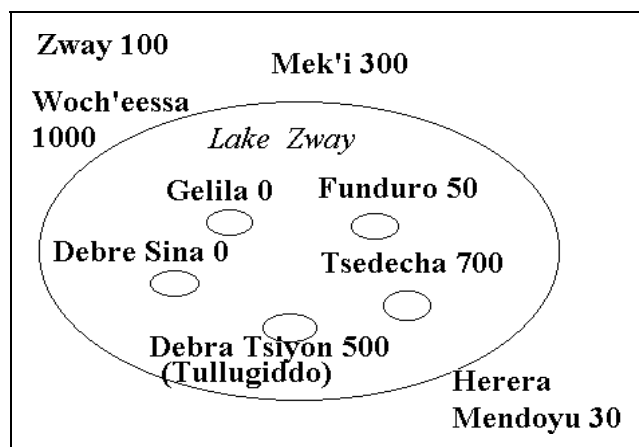 Zway 100
Mek'i 300
Woch'eessa
1000
Lake Zway
Gelila 0
Funduro 50
Debre Sina 0
Tsedecha 700
Debra Tsiyon 500
(Tullugiddo)
Herera
Mendoyu 30